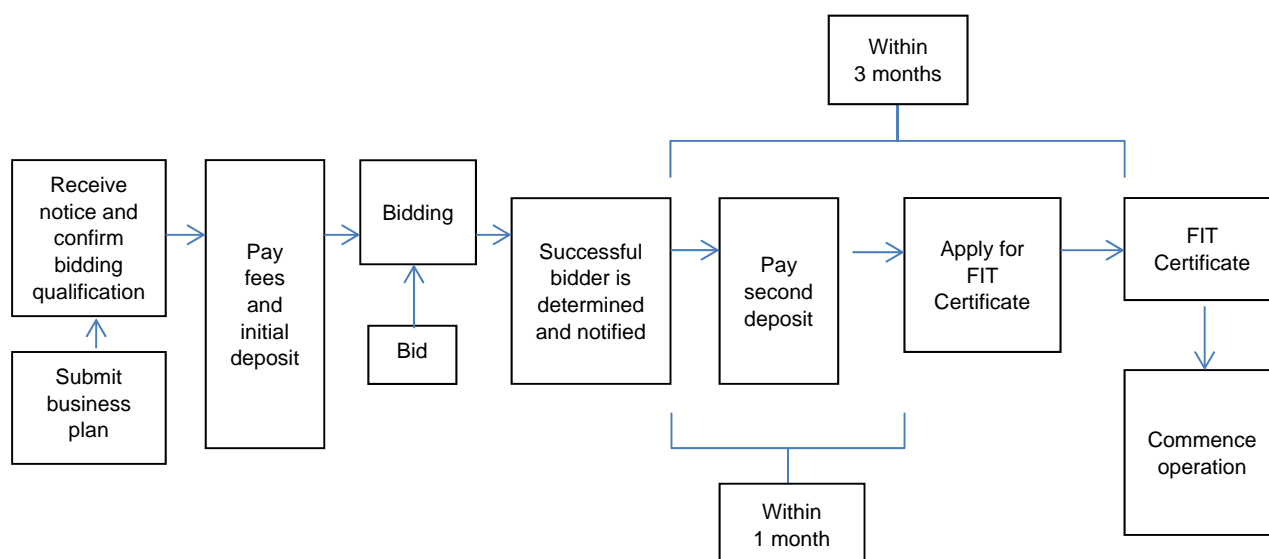 Within
3 months
Receive
notice and
confirm
bidding
qualification
Submit
business
plan
Pay
fees
and
initial
deposit
Bidding
Bid
Successful
bidder is
determined
and notified
Pay
second
deposit
Within
1 month
Apply for
FIT
Certificate
FIT
Certificate
Commence
operation